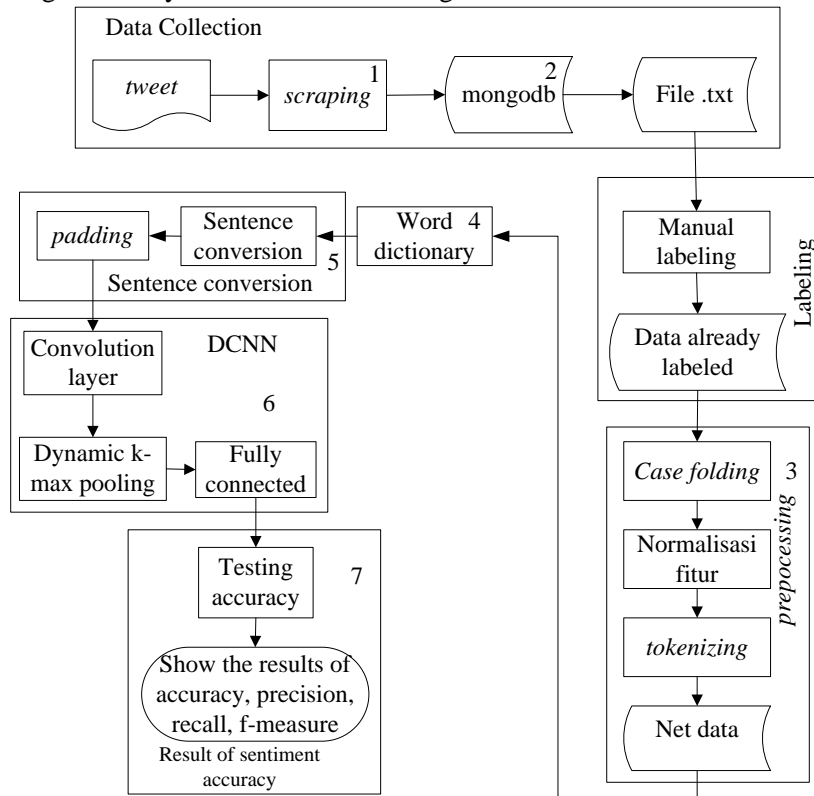 Data Collection
tweet
scraping
1
mongodb
2
File .txt
Manual
labeling
Data already
labeled
Labeling
Case folding
3
Normalisasi
fitur
tokenizing
Net data
prepocessing
Word
dictionary
4
Sentence
conversion
5
padding
Sentence conversion
DCNN
Convolution
layer
6
Dynamic k-
max pooling
Fully
connected
Testing
accuracy
7
Show the results of
accuracy, precision,
recall, f-measure
Result of sentiment
accuracy